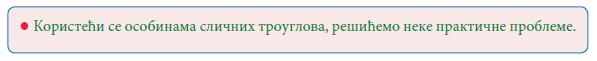 ● Користећи се особинама сличних троуглова, решићемо неке практичне проблеме.